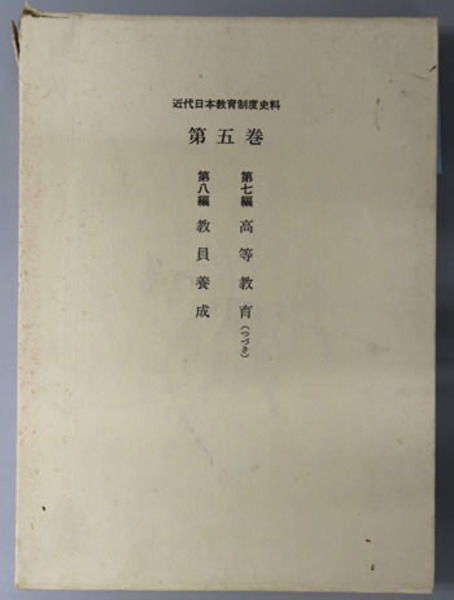 近代日本教育制度史料
第五巻
第七編 高等教育(つづき)
第八編 教員養成